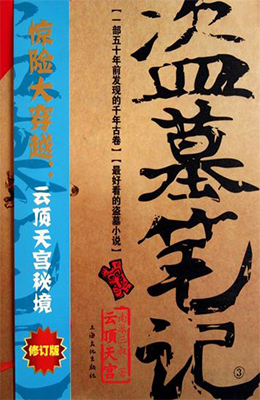 盗墓笔记
③
【一部五十年前发现的千年古卷】【最好看的盗墓小说】
南派三叔 著
云顶天宫
上海文化出版社
惊险大穿越：云顶天宫秘境
修订版